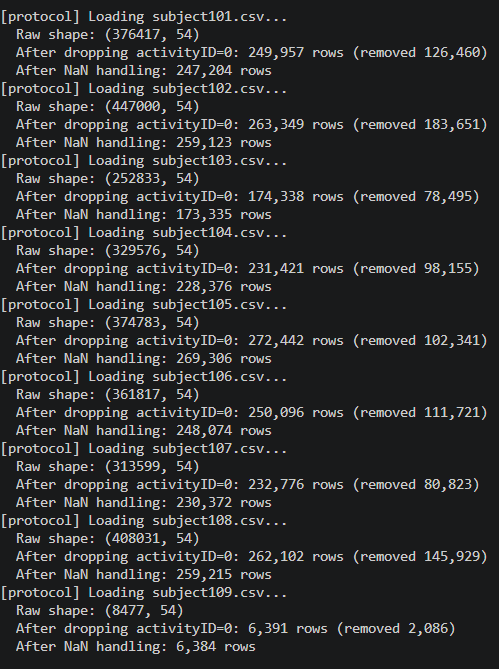 [protocol] Loading subject101.csv...
Raw shape: (376417, 54)
After dropping activityID=0: 249,957 rows (removed 126,460)
After NaN handling: 247,204 rows
[protocol] Loading subject102.csv...
Raw shape: (447000, 54)
After dropping activityID=0: 263,349 rows (removed 183,651)
After NaN handling: 259,123 rows
[protocol] Loading subject103.csv...
Raw shape: (252833, 54)
After dropping activityID=0: 174,338 rows (removed 78,495)
After NaN handling: 173,335 rows
[protocol] Loading subject104.csv...
Raw shape: (329576, 54)
After dropping activityID=0: 231,421 rows (removed 98,155)
After NaN handling: 228,376 rows
[protocol] Loading subject105.csv...
Raw shape: (374783, 54)
After dropping activityID=0: 272,442 rows (removed 102,341)
After NaN handling: 269,306 rows
[protocol] Loading subject106.csv...
Raw shape: (361817, 54)
After dropping activityID=0: 250,096 rows (removed 111,721)
After NaN handling: 248,074 rows
[protocol] Loading subject107.csv...
Raw shape: (313599, 54)
After dropping activityID=0: 232,776 rows (removed 80,823)
After NaN handling: 230,372 rows
[protocol] Loading subject108.csv...
Raw shape: (408031, 54)
After dropping activityID=0: 262,102 rows (removed 145,929)
After NaN handling: 259,215 rows
[protocol] Loading subject109.csv...
Raw shape: (8477, 54)
After dropping activityID=0: 6,391 rows (removed 2,086)
After NaN handling: 6,384 rows